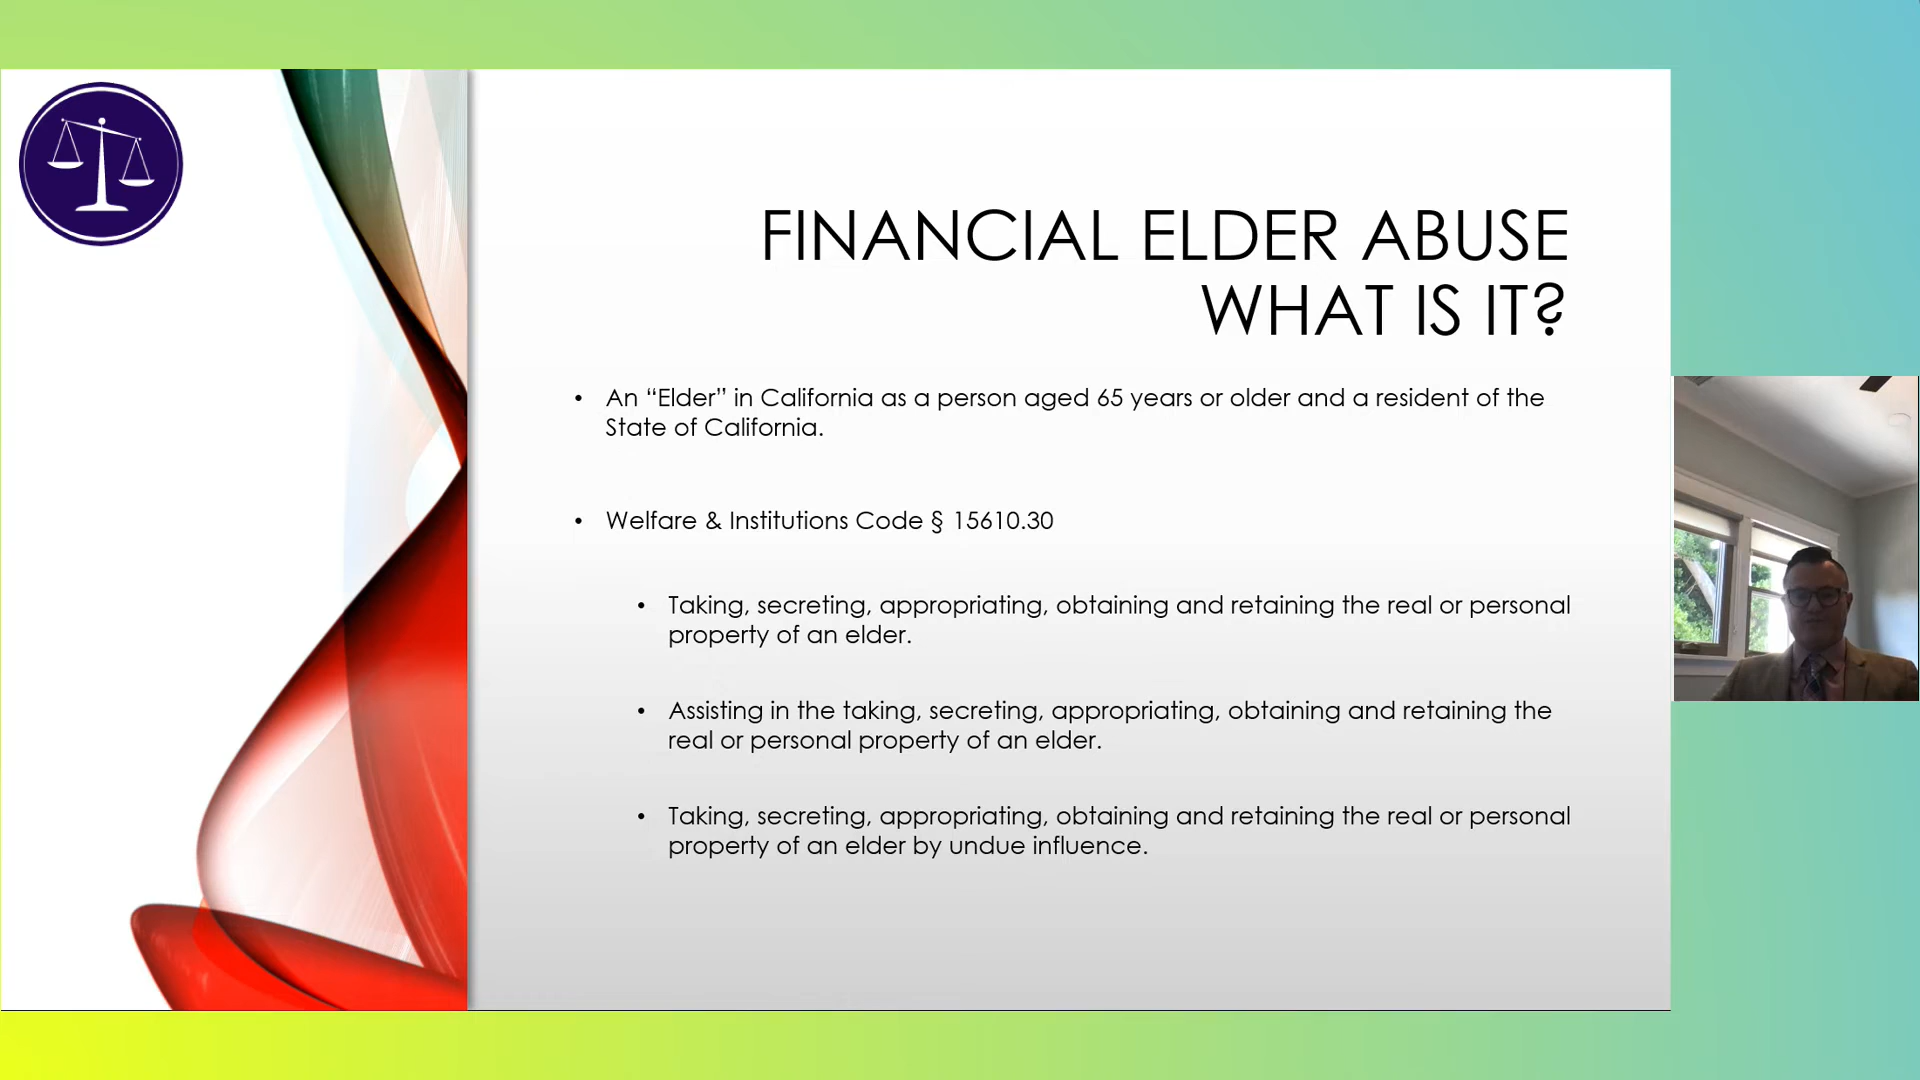 FINANCIAL ELDER ABUSE
WHAT IS IT?
• An “Elder” in California as a person aged 65 years or older and a resident of the
State of California.
• Welfare & Institutions Code § 15610.30
• Taking, secreting, appropriating, obtaining and retaining the real or personal
property of an elder.
• Assisting in the taking, secreting, appropriating, obtaining and retaining the
real or personal property of an elder.
• Taking, secreting, appropriating, obtaining and retaining the real or personal
property of an elder by undue influence.